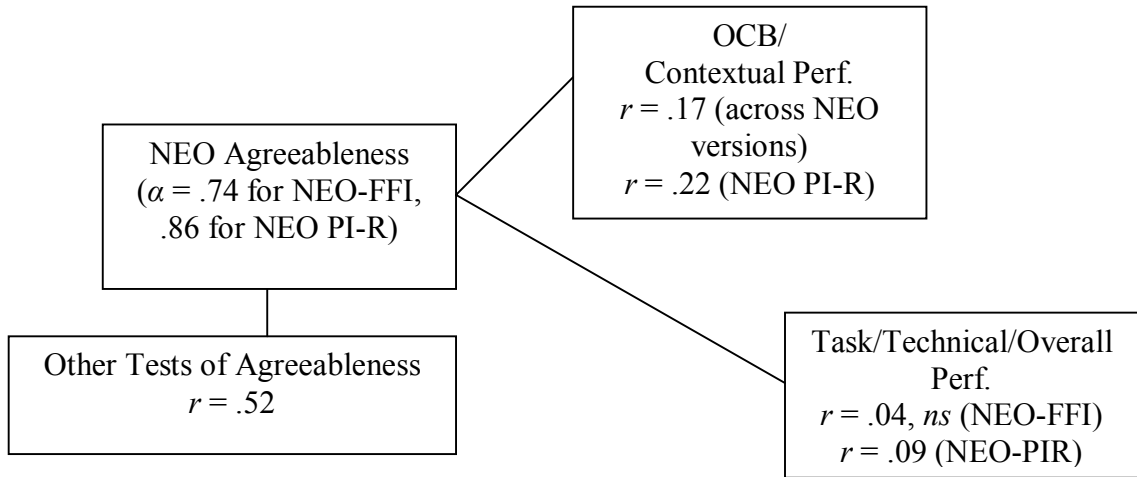 OCB/
Contextual Perf.
r = .17 (across NEO
versions)
r = .22 (NEO PI-R)
NEO Agreeableness
(α = .74 for NEO-FFI,
.86 for NEO PI-R)
Other Tests of Agreeableness
r = .52
Task/Technical/Overall
Perf.
r = .04, ns (NEO-FFI)
r = .09 (NEO-PIR)